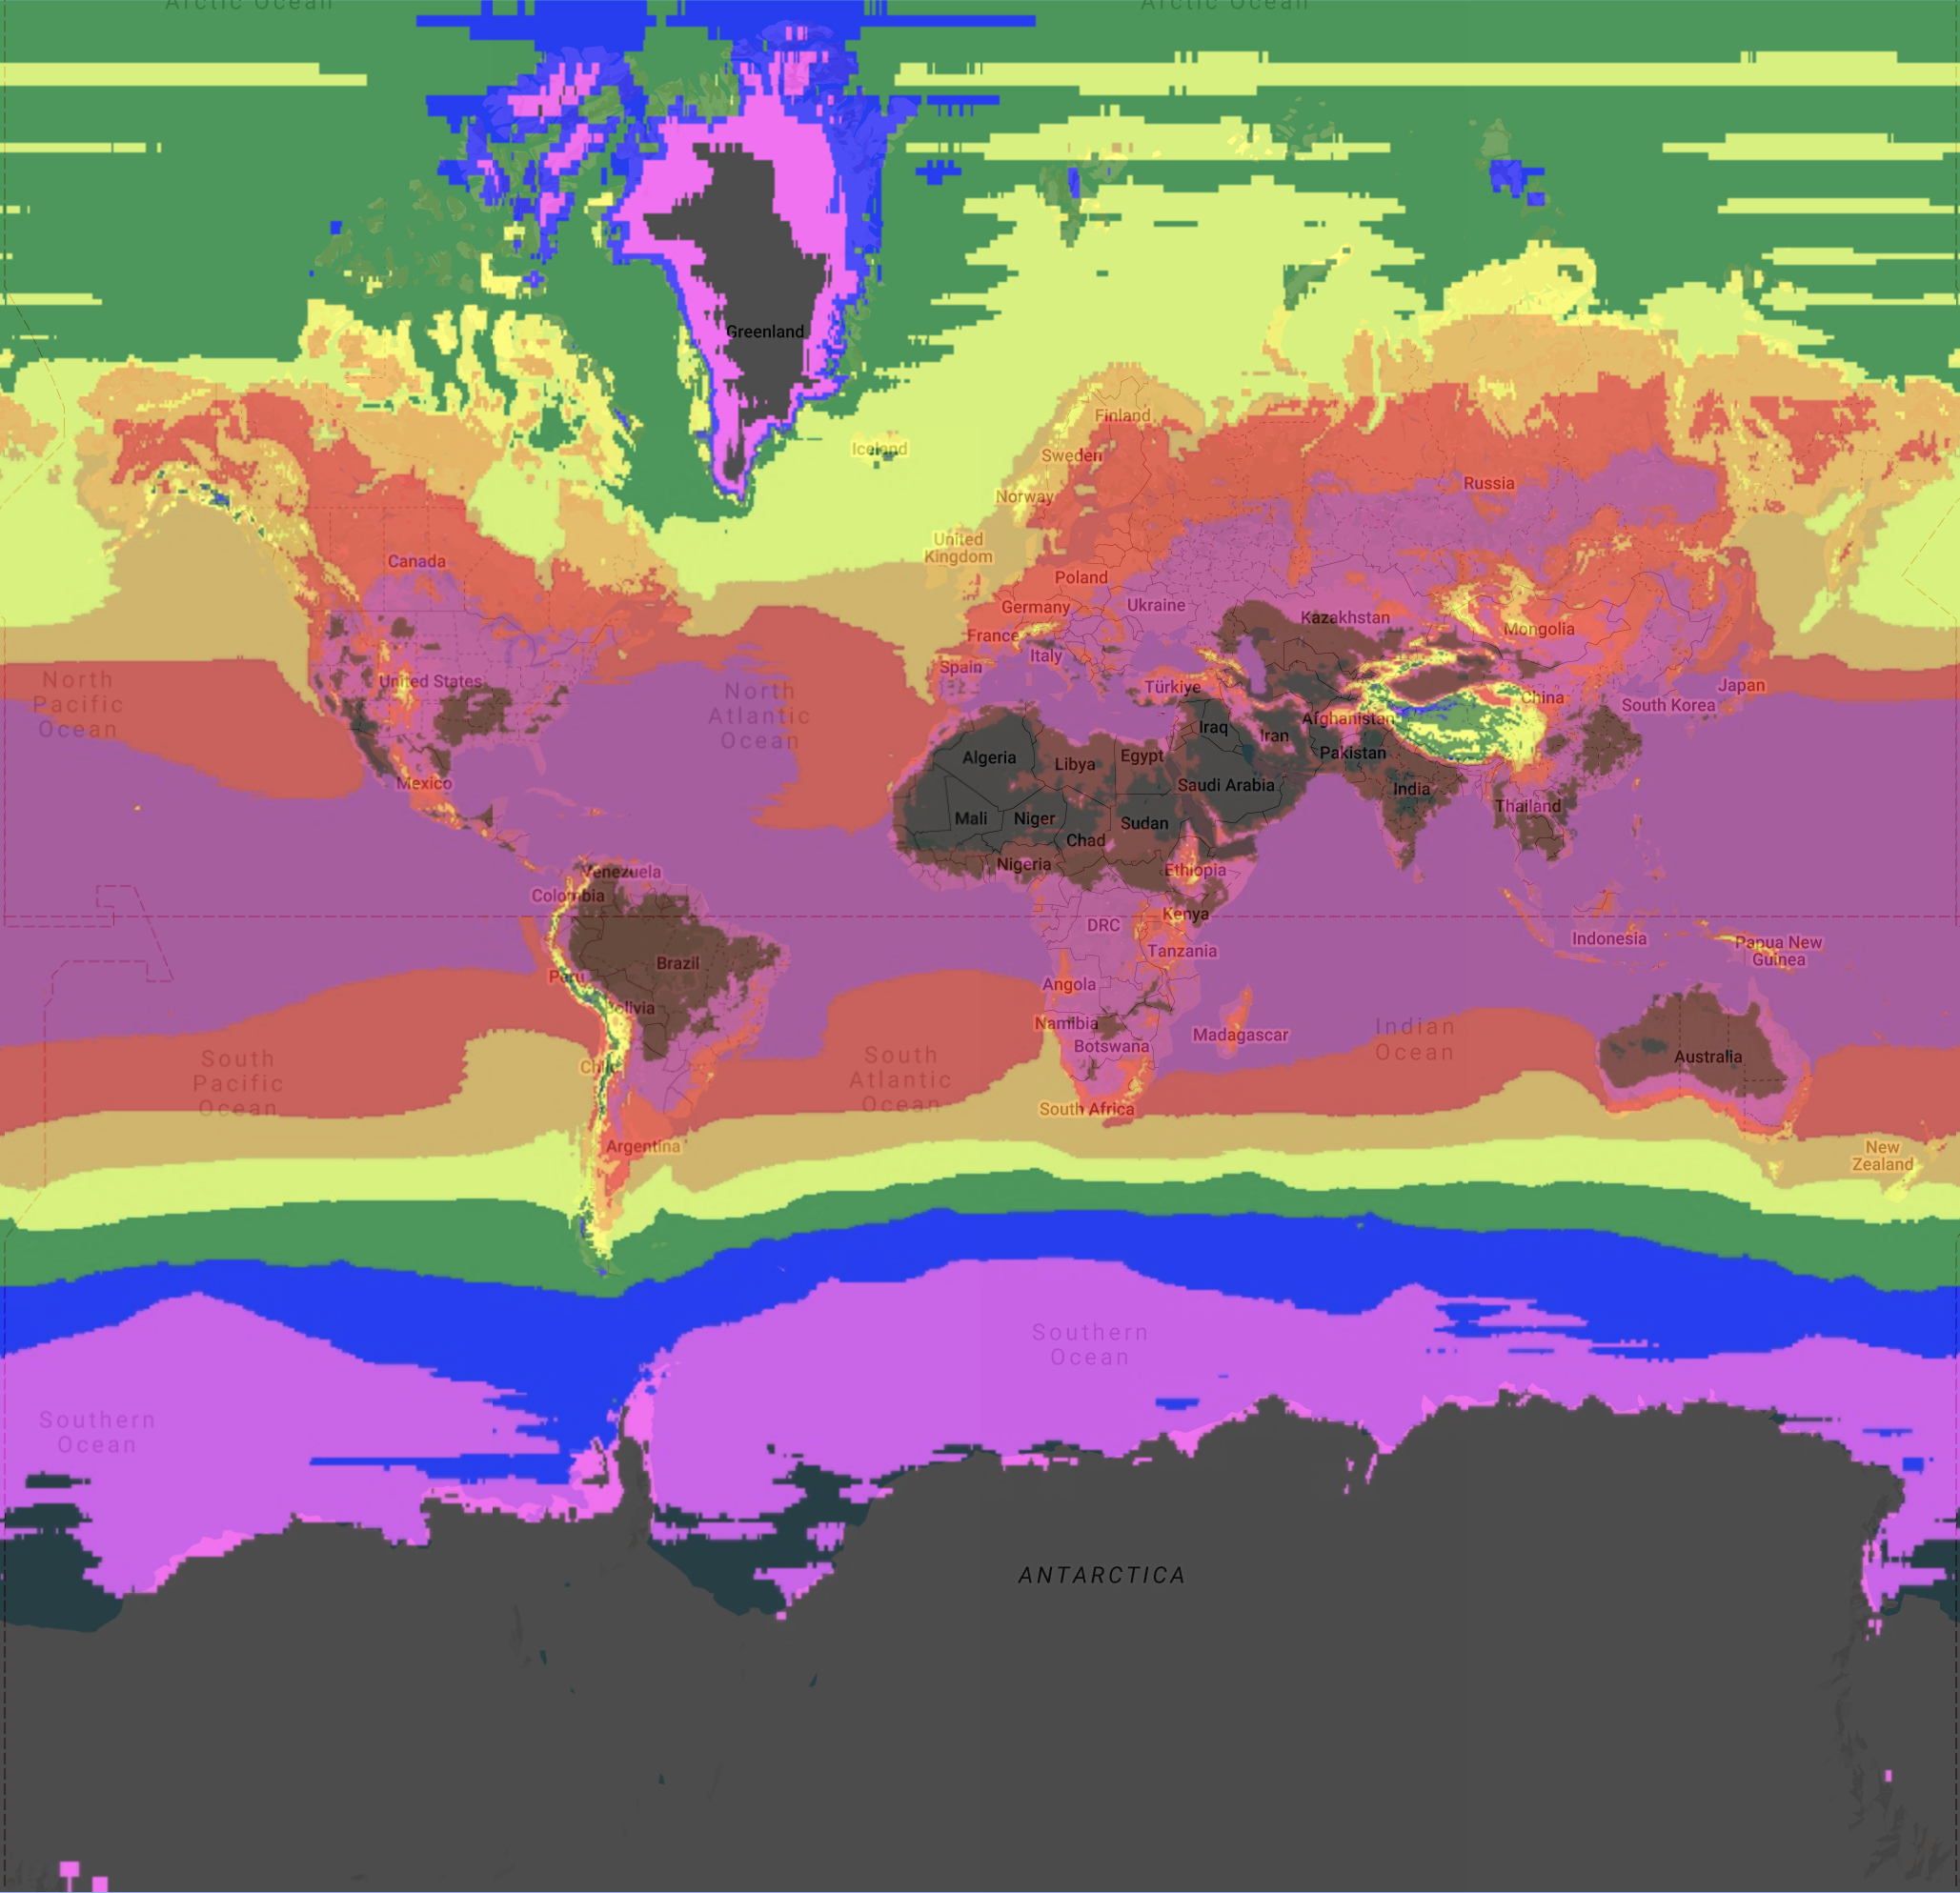 Arctic Ocean
Arctic Ocean
Greenland
Finland
Iceland
Sweden
Russia
Norway
United
Kingdom
Canada
Poland
Germany
Ukraine
Kazakhstan
Mongolia
France
Italy
Spain
North
Pacific
Ocean
United States
North
Atlantic
Ocean
Türkiye
China
Japan
South Korea
Afghanistan
Iraq
Iran
Algeria
Libya
Egypt
Pakistan
Mexico
Saudi Arabia
India
Thailand
Mali
Niger
Sudan
Chad
Nigeria
Ethiopia
Venezuela
Colombia
Kenya
DRC
Indonesia
Papua New
Guinea
Tanzania
Brazil
Peru
Angola
Bolivia
Namibia
Botswana
Madagascar
Indian
Ocean
Australia
South
Pacific
Ocean
Chile
South
Atlantic
Ocean
South Africa
Argentina
New
Zealand
Southern
Ocean
Southern
Ocean
ANTARCTICA